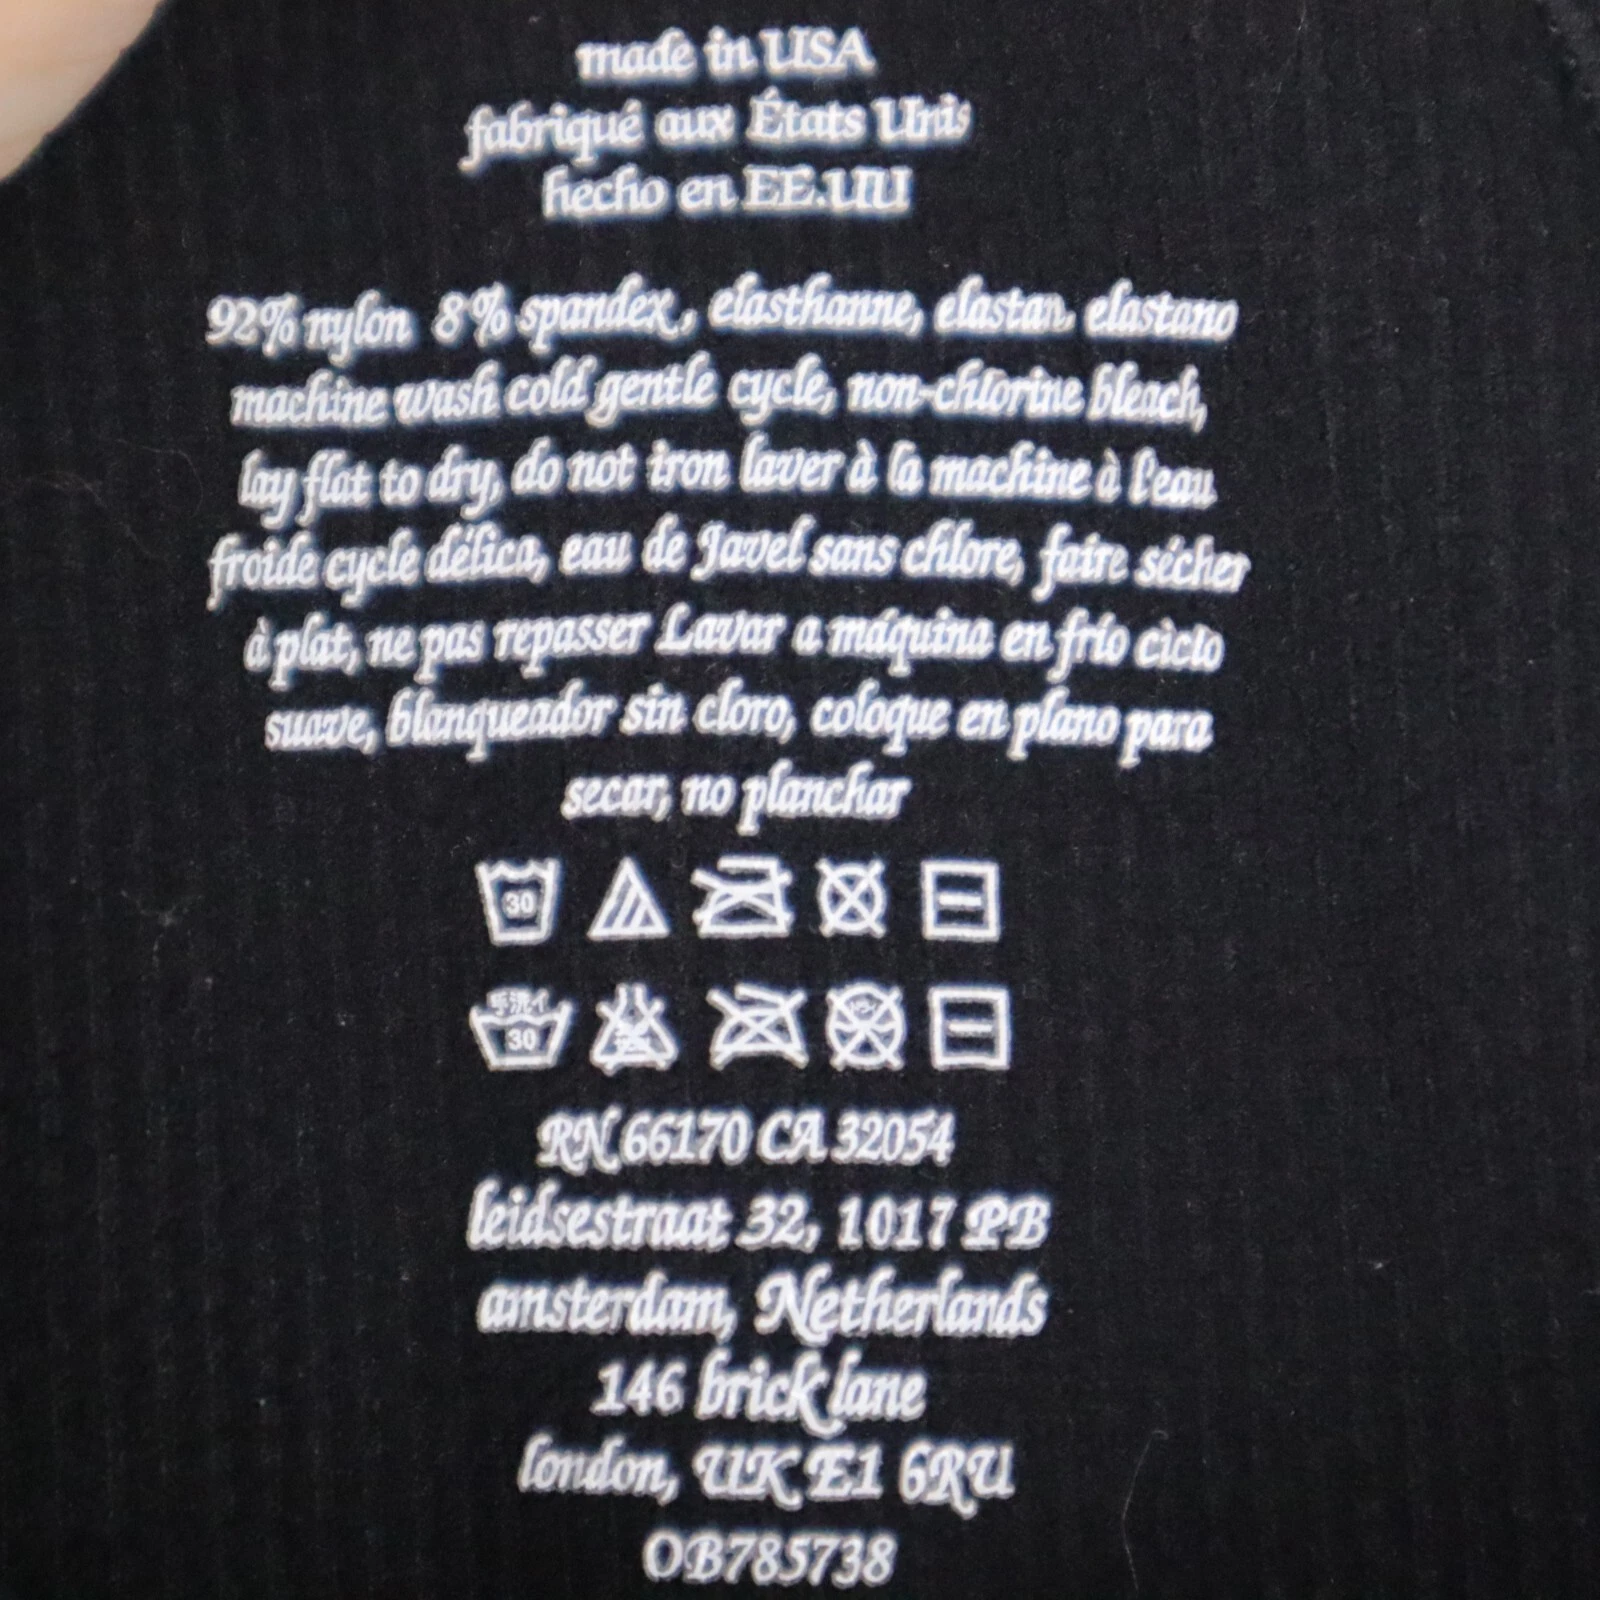 made in USA
fabriqué aux États Unis
hecho en EE.UU
92% nylon 8% spandex, elasthanne, elastan, elastano
machine wash cold gentle cycle, non-chlorine bleach,
lay flat to dry, do not iron laver à la machine à l'eau
froide cycle délica, eau de Javel sans chlore, faire sécher
à plat, ne pas repasser Lavar a máquina en frío ciclo
suave, blanqueador sin cloro, coloque en plano para
secar, no planchar
30
手洗イ
30
RN 66170 CA 32054
leidsestraat 32, 1017 PB
amsterdam, Netherlands
146 brick lane
london, UK E1 6RU
OB785738